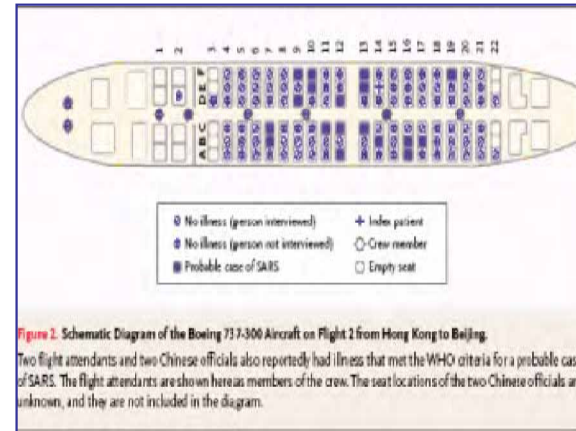 1 2 3 4 5 6 7 8 9 10 11 12 13 14 15 16 17 18 19 20 21 22
D E F
A B C
No illness (person interviewed)
Index patient
No illness (person not interviewed)
Crew member
Probable case of SARS
Empty seat
Figure 2. Schematic Diagram of the Boeing 737-300 Aircraft on Flight 2 from Hong Kong to Beijing.
Two flight attendants and two Chinese officials also reportedly had illness that met the WHO criteria for a probable cas
of SARS. The flight attendants are shown here as members of the crew. The seat locations of the two Chinese officials a
unknown, and they are not included in the diagram.